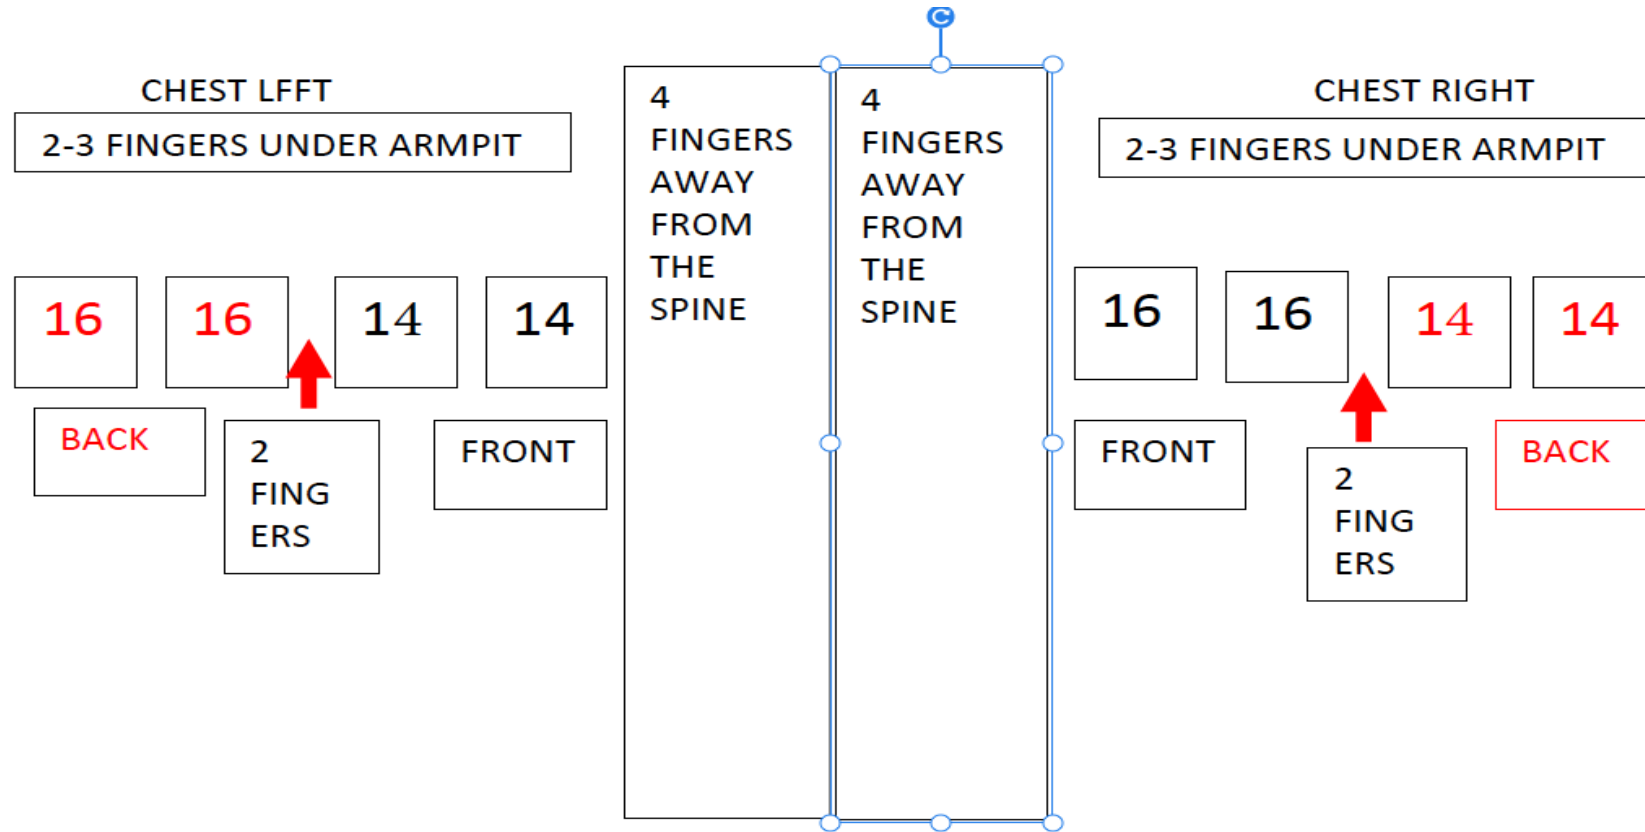 CHEST LFFT
2-3 FINGERS UNDER ARMPIT
16 16 14 14
BACK
2
FING
ERS
FRONT
4
FINGERS
AWAY
FROM
THE
SPINE
4
FINGERS
AWAY
FROM
THE
SPINE
CHEST RIGHT
2-3 FINGERS UNDER ARMPIT
16 16 14 14
FRONT
2
FING
ERS
BACK